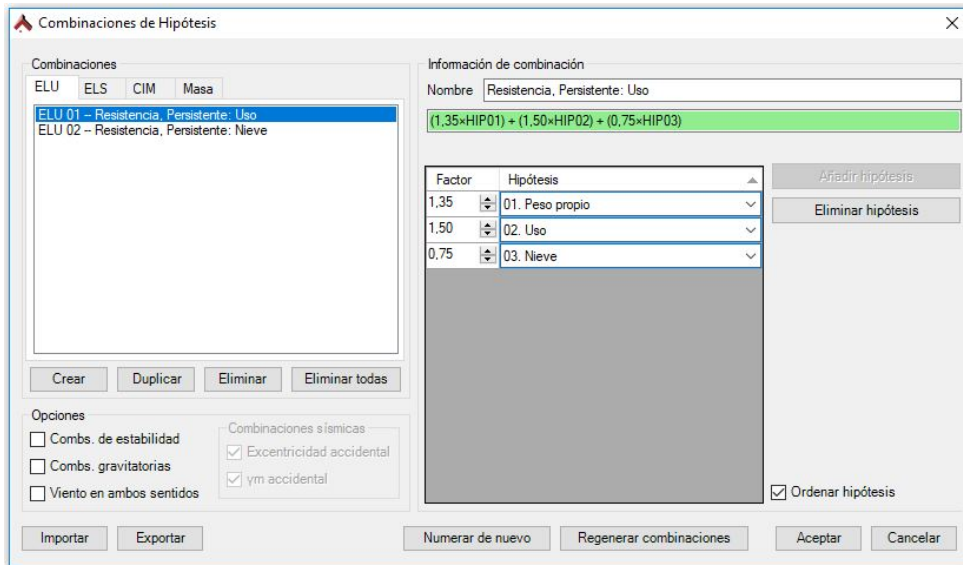 Combinaciones de Hipótesis
Combinaciones
ELU ELS CIM Masa
ELU 01 -- Resistencia, Persistente: Uso
ELU 02 -- Resistencia, Persistente: Nieve
Crear Duplicar Eliminar Eliminar todas
Opciones
Combs. de estabilidad
Combs. gravitatorias
Viento en ambos sentidos
Combinaciones sísmicas
Excentricidad accidental
γm accidental
Información de combinación
Nombre Resistencia, Persistente: Uso
(1,35×HIP01) + (1,50×HIP02) + (0,75×HIP03)
Factor Hipótesis
1,35 01. Peso propio
1,50 02. Uso
0,75 03. Nieve
Añadir hipótesis
Eliminar hipótesis
Ordenar hipótesis
Importar Exportar Numerar de nuevo Regenerar combinaciones Aceptar Cancelar